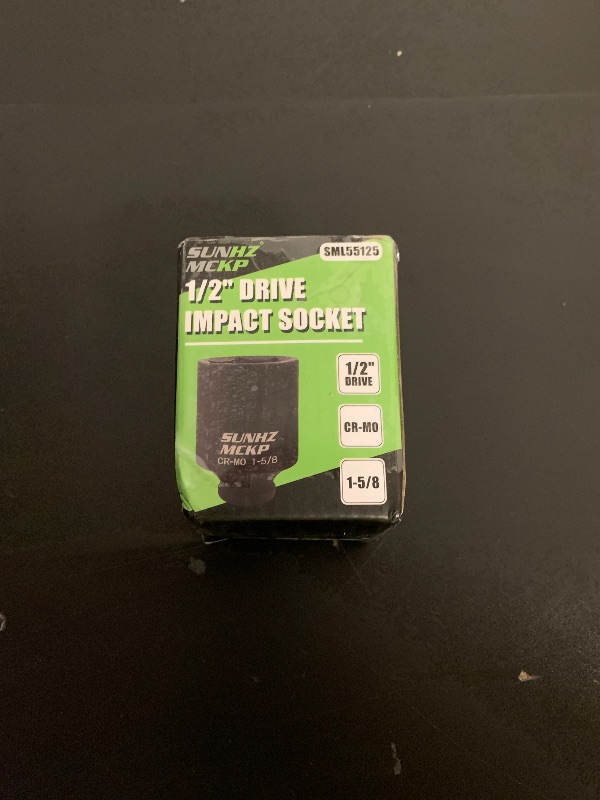 SUNHZ®
MCKP
SML55125
1/2" DRIVE
IMPACT SOCKET
1/2"
DRIVE
CR-MO
1-5/8
SUNHZ
MCKP
CR-MO 1-5/8